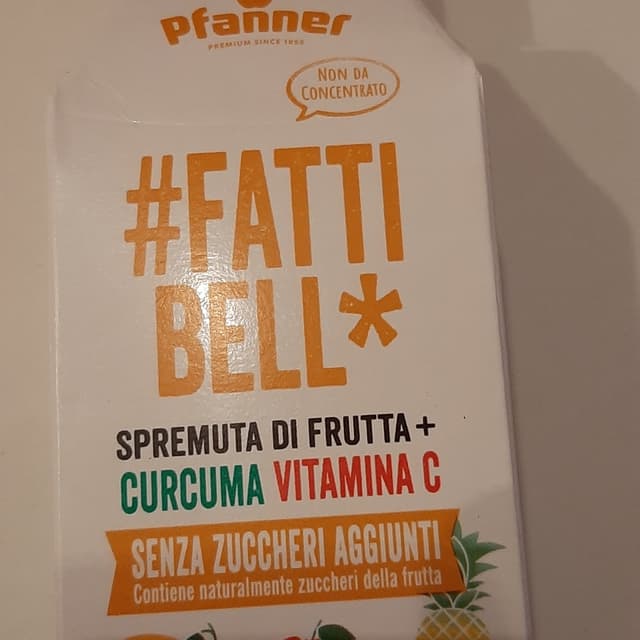 Pfanner
PREMIUM SINCE 1856
NON DA
CONCENTRATO
#FATTI
BELL*
SPREMUTA DI FRUTTA+
CURCUMA VITAMINA C
SENZA ZUCCHERI AGGIUNTI
Contiene naturalmente zuccheri della frutta